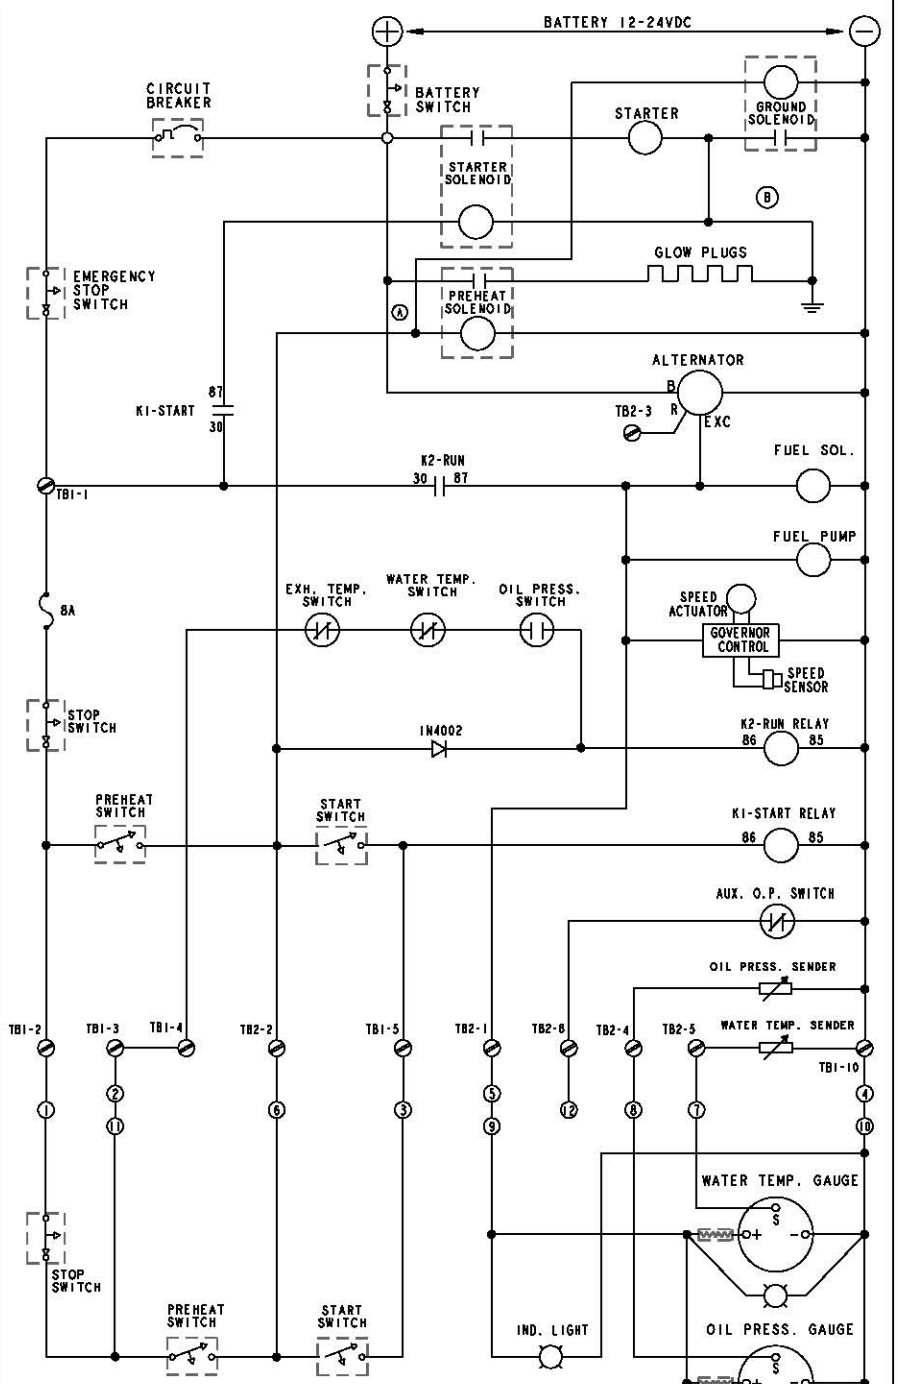 BATTERY 12-24VDC
+
-
CIRCUIT
BREAKER
BATTERY
SWITCH
STARTER
GROUND
SOLENOID
STARTER
SOLENOID
B
EMERGENCY
STOP
SWITCH
GLOW PLUGS
PREHEAT
SOLENOID
A
ALTERNATOR
B
R
EXC
TB2-3
87
K1-START
30
K2-RUN
30 87
FUEL SOL.
TB1-1
FUEL PUMP
8A
EXH. TEMP.
SWITCH
WATER TEMP.
SWITCH
OIL PRESS.
SWITCH
SPEED
ACTUATOR
GOVERNOR
CONTROL
SPEED
SENSOR
STOP
SWITCH
1N4002
K2-RUN RELAY
86 85
PREHEAT
SWITCH
START
SWITCH
K1-START RELAY
86 85
AUX. O.P. SWITCH
OIL PRESS. SENDER
TB1-2 TB1-3 TB1-4 TB2-2 TB1-5 TB2-1 TB2-6 TB2-4 TB2-5
WATER TEMP. SENDER
TB1-10
2 5 4
1 6 3 12 8 7
11 9 10
WATER TEMP. GAUGE
S
+ -
STOP
SWITCH
PREHEAT
SWITCH
START
SWITCH
IND. LIGHT
OIL PRESS. GAUGE
S
+ -